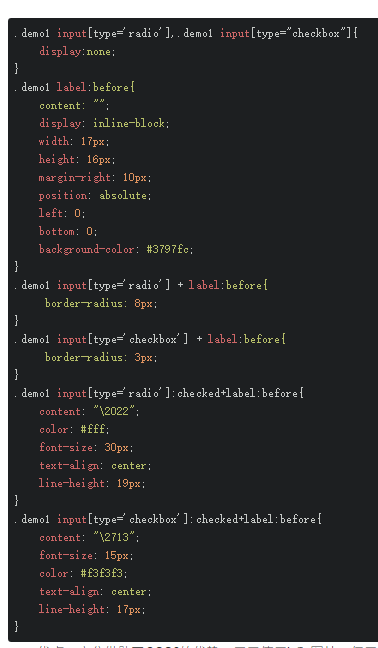 .demo1 input[type='radio'],.demo1 input[type="checkbox"]{
display:none;
}
.demo1 label:before{
content: "";
display: inline-block;
width: 17px;
height: 16px;
margin-right: 10px;
position: absolute;
left: 0;
bottom: 0;
background-color: #3797fc;
}
.demo1 input[type='radio'] + label:before{
border-radius: 8px;
}
.demo1 input[type='checkbox'] + label:before{
border-radius: 3px;
}
.demo1 input[type='radio']:checked+label:before{
content: "\2022";
color: #fff;
font-size: 30px;
text-align: center;
line-height: 19px;
}
.demo1 input[type='checkbox']:checked+label:before{
content: "\2713";
font-size: 15px;
color: #f3f3f3;
text-align: center;
line-height: 17px;
}